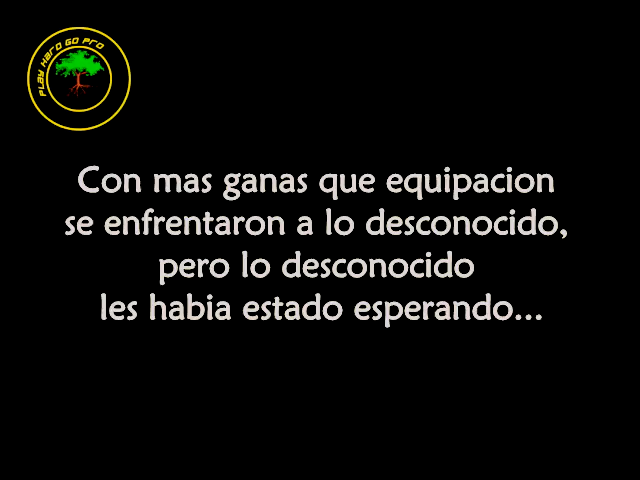 PLAY HARD GO PRO
Con mas ganas que equipacion
se enfrentaron a lo desconocido,
pero lo desconocido
les habia estado esperando...